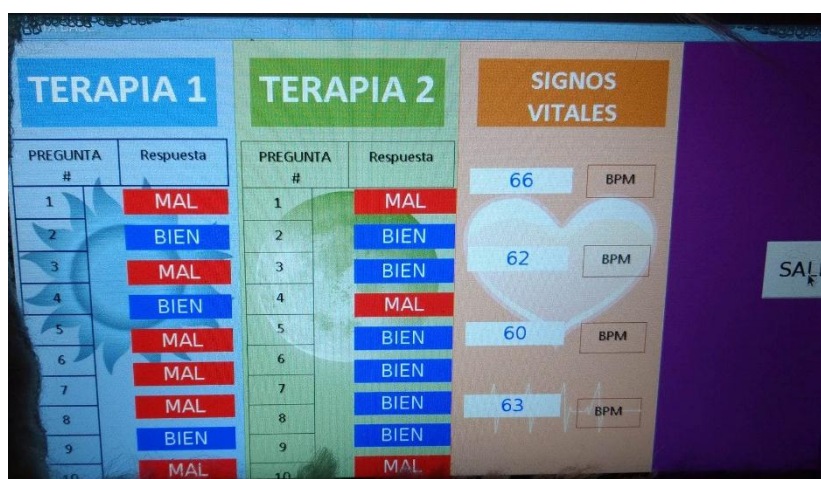 TERAPIA 1
PREGUNTA # Respuesta
1 MAL
2 BIEN
3 MAL
4 BIEN
5 MAL
6 MAL
7 MAL
8 BIEN
9 MAL
10
TERAPIA 2
PREGUNTA # Respuesta
1 MAL
2 BIEN
3 BIEN
4 MAL
5 BIEN
6 BIEN
7 BIEN
8 BIEN
9 MAL
10
SIGNOS
VITALES
66 BPM
62 BPM
60 BPM
63 BPM